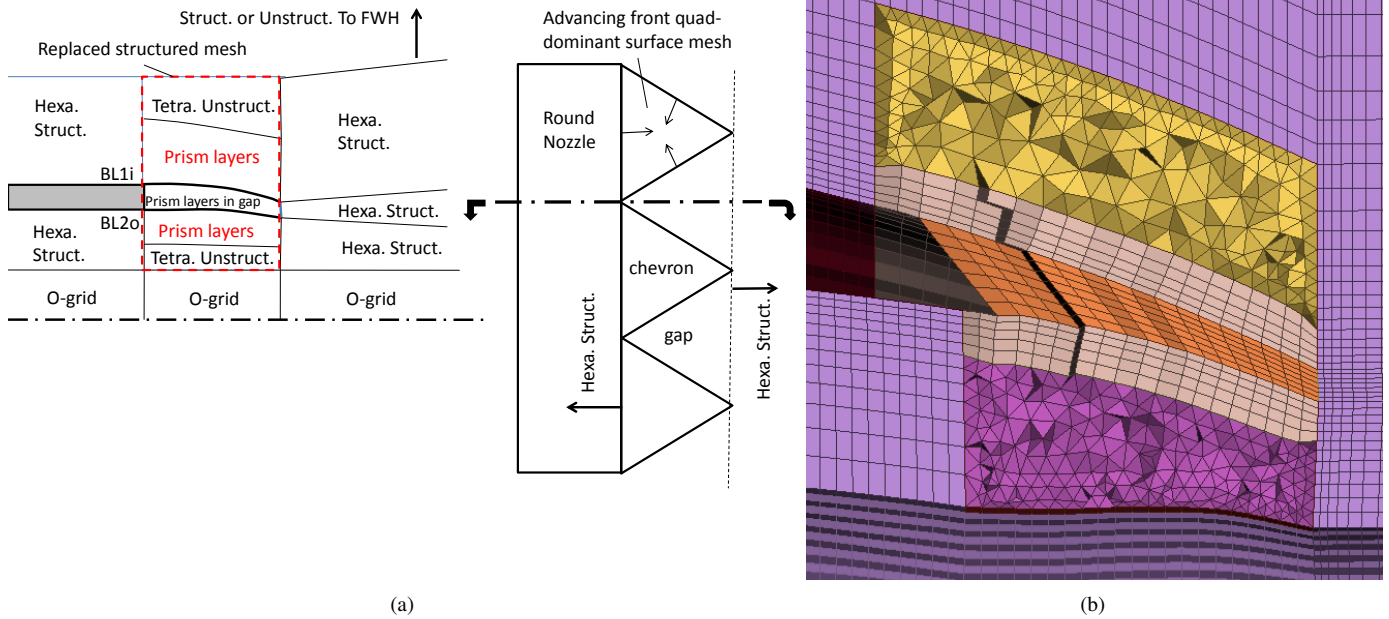 Struct. or Unstruct. To FWH
Replaced structured mesh
Hexa.
Struct.
Tetra. Unstruct.
Prism layers
Hexa.
Struct.
BL1i
Prism layers in gap
BL2o
Hexa. Struct.
Hexa.
Struct.
Prism layers
Tetra. Unstruct.
Hexa. Struct.
O-grid
O-grid
O-grid
Advancing front quad-
dominant surface mesh
Round
Nozzle
chevron
gap
Hexa. Struct.
Hexa. Struct.
(a)
(b)